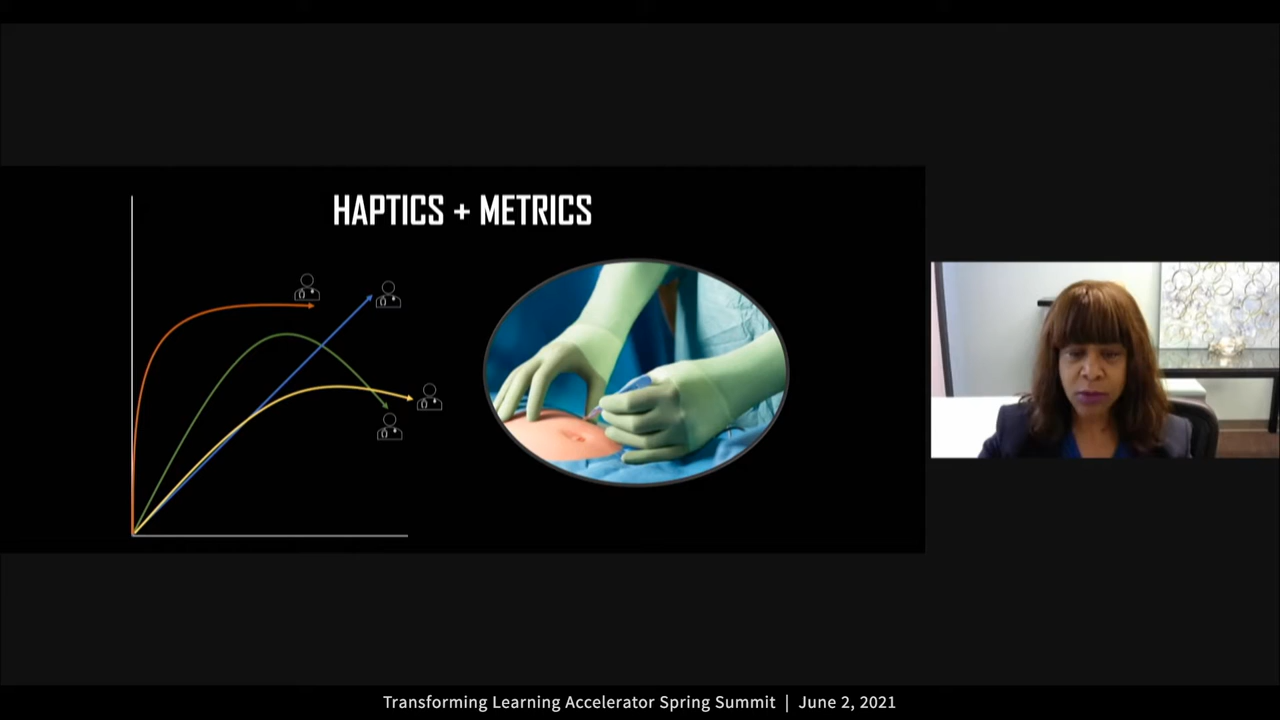 HAPTICS + METRICS
Transforming Learning Accelerator Spring Summit | June 2, 2021